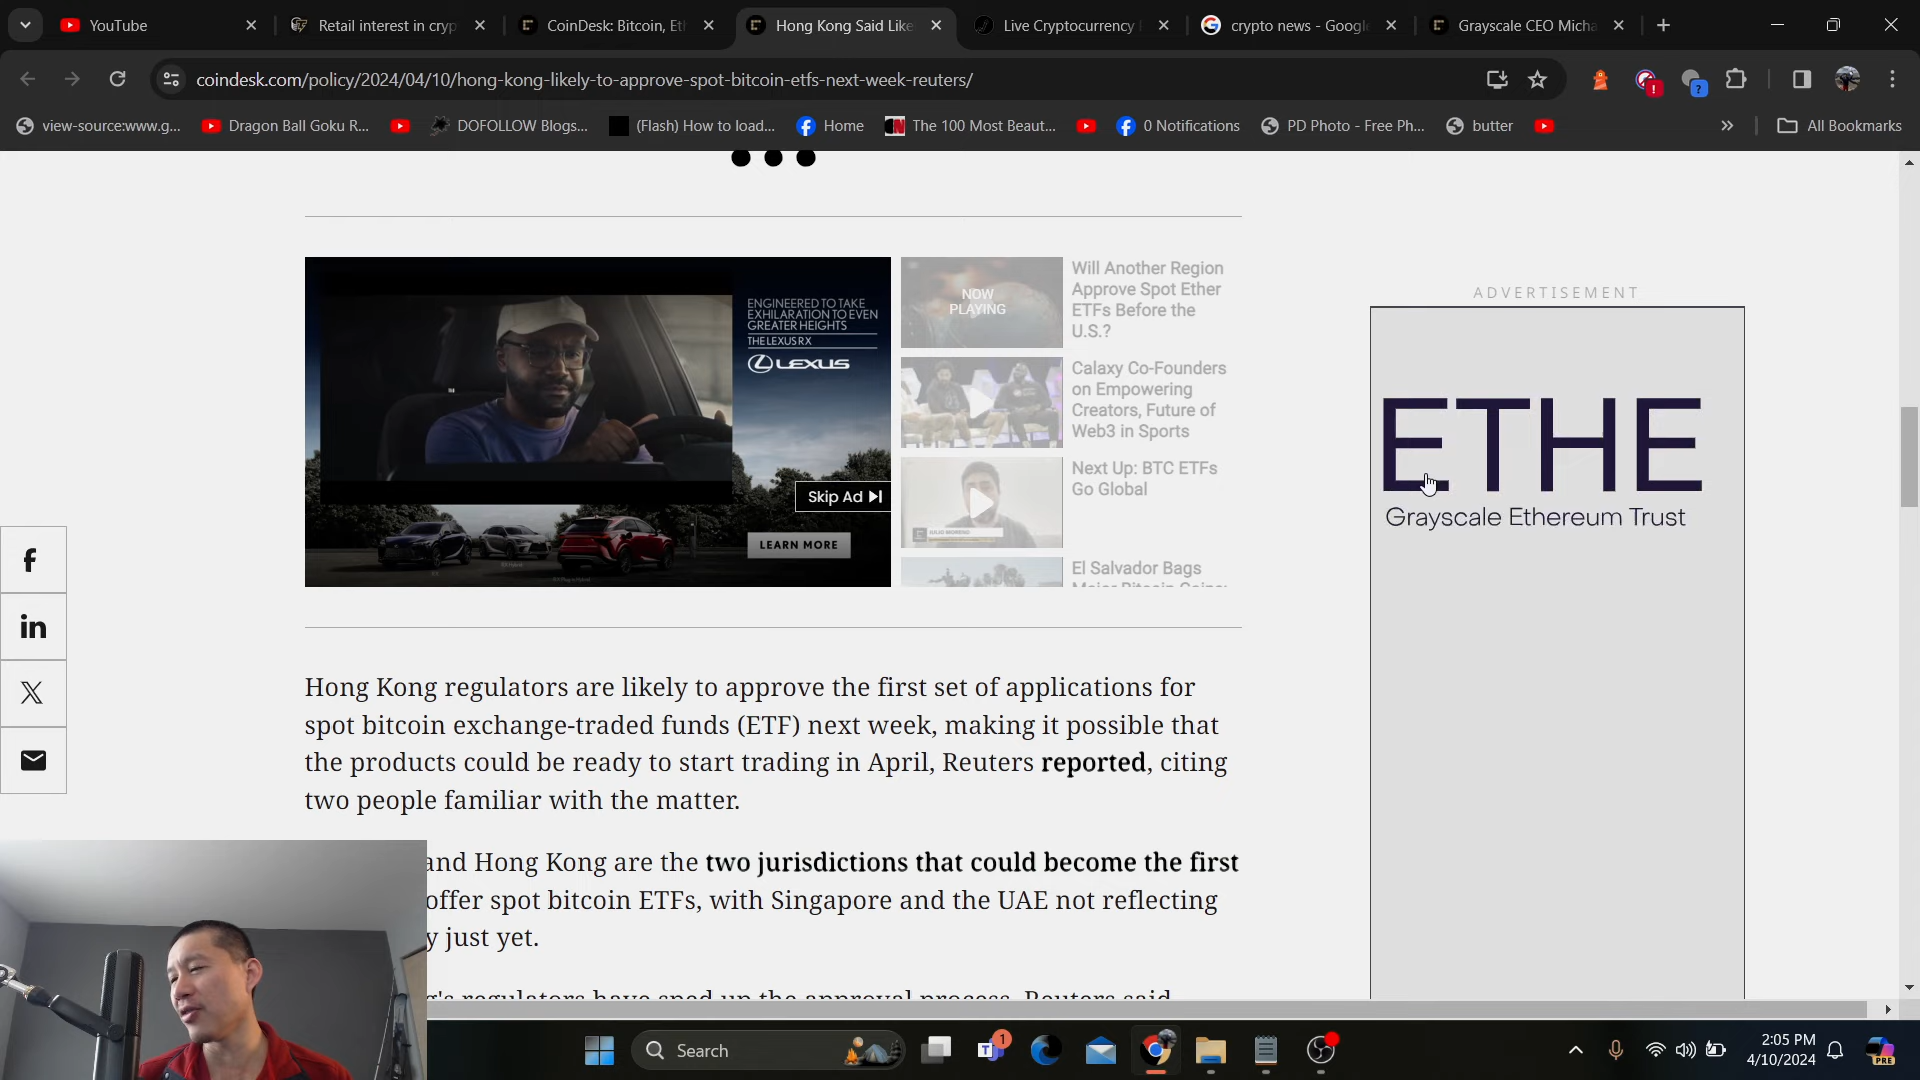 YouTube
Retail interest in cryp
CoinDesk: Bitcoin, Et
Hong Kong Said Like
Live Cryptocurrency
crypto news - Googl
Grayscale CEO Micha
coindesk.com/policy/2024/04/10/hong-kong-likely-to-approve-spot-bitcoin-etfs-next-week-reuters/
view-source:www.g...
Dragon Ball Goku R...
DOFOLLOW Blogs...
(Flash) How to load...
Home
The 100 Most Beaut...
0 Notifications
PD Photo - Free Ph...
butter
All Bookmarks
ENGINEERED TO TAKE
EXHILARATION TO EVEN
GREATER HEIGHTS
THE LEXUS RX
LEXUS
Skip Ad
LEARN MORE
NOW
PLAYING
Will Another Region
Approve Spot Ether
ETFs Before the
U.S.?
Calaxy Co-Founders
on Empowering
Creators, Future of
Web3 in Sports
Next Up: BTC ETFs
Go Global
El Salvador Bags
Major Bitcoin Gains:
ADVERTISEMENT
ETHE
Grayscale Ethereum Trust
Hong Kong regulators are likely to approve the first set of applications for
spot bitcoin exchange-traded funds (ETF) next week, making it possible that
the products could be ready to start trading in April, Reuters reported, citing
two people familiar with the matter.
and Hong Kong are the two jurisdictions that could become the first
offer spot bitcoin ETFs, with Singapore and the UAE not reflecting
y just yet.
g's regulators have sped up the approval process, Reuters said
Search
1
2:05 PM
4/10/2024
PRE